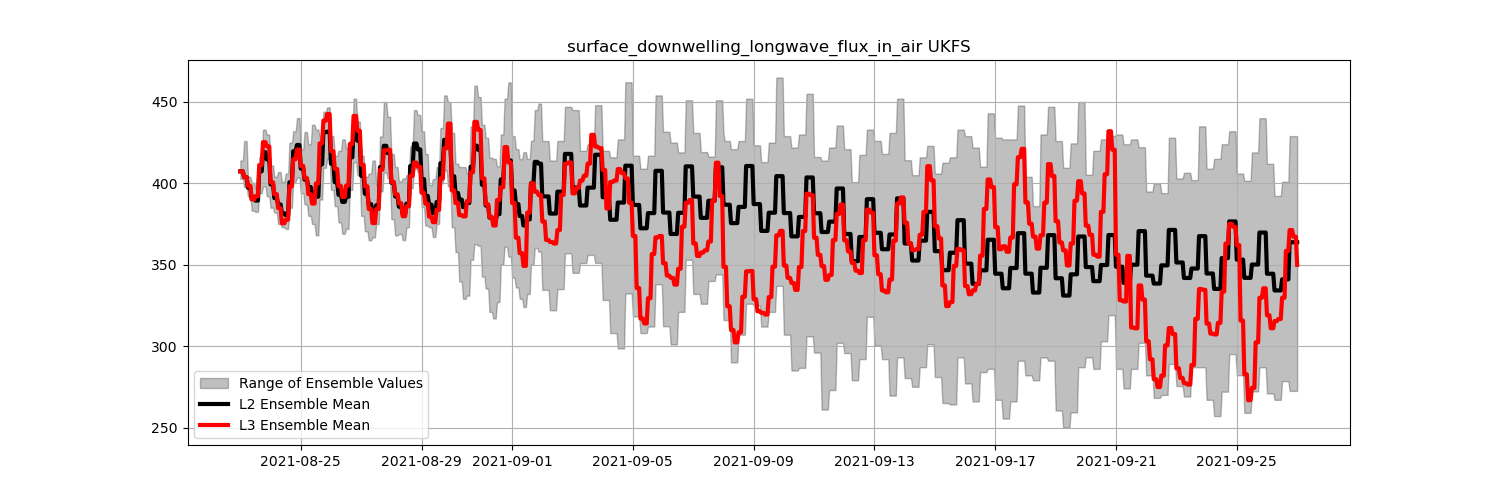 surface_downwelling_longwave_flux_in_air UKFS
450
400
350
300
250
Range of Ensemble Values
L2 Ensemble Mean
L3 Ensemble Mean
2021-08-25 2021-08-29 2021-09-01 2021-09-05 2021-09-09 2021-09-13 2021-09-17 2021-09-21 2021-09-25